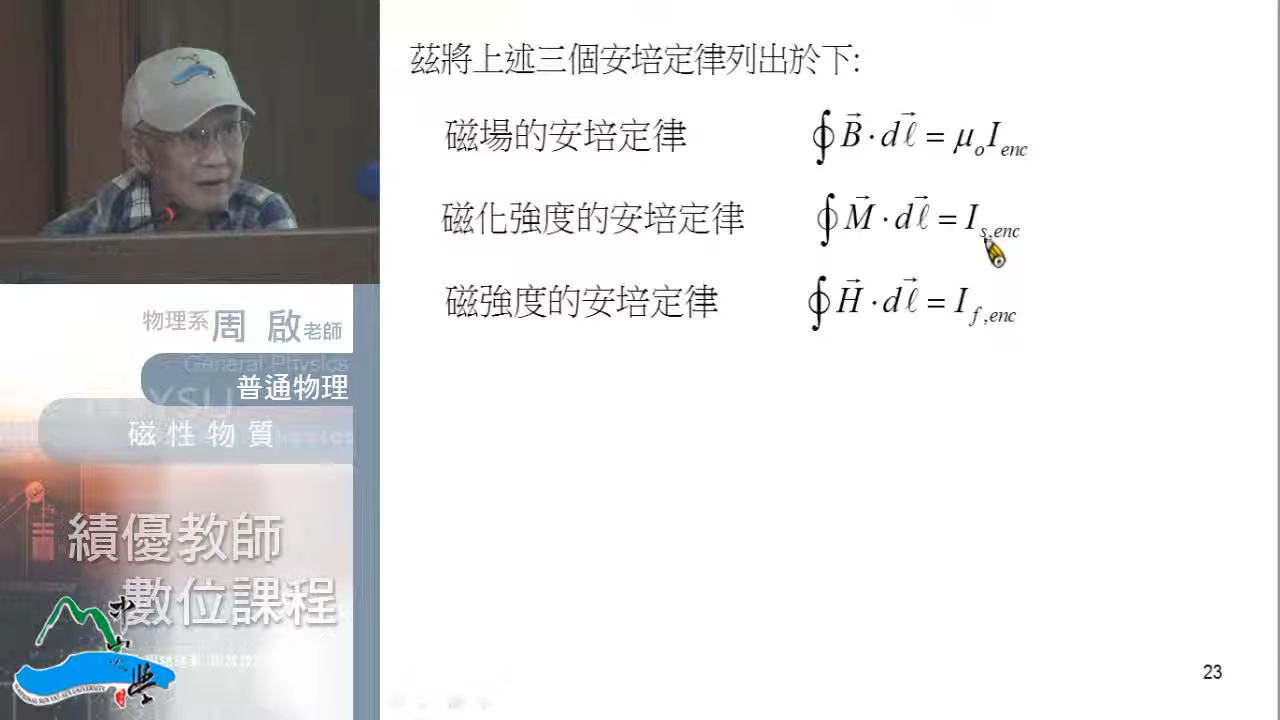 茲將上述三個安培定律列出於下:
磁場的安培定律 ∮B⃗·dℓ⃗ = μₒI_enc
磁化強度的安培定律 ∮M⃗·dℓ⃗ = I_s,enc
磁強度的安培定律 ∮H⃗·dℓ⃗ = I_f,enc
物理系周 啟老師
General Physics
普通物理
磁性物質
績優教師
數位課程
23